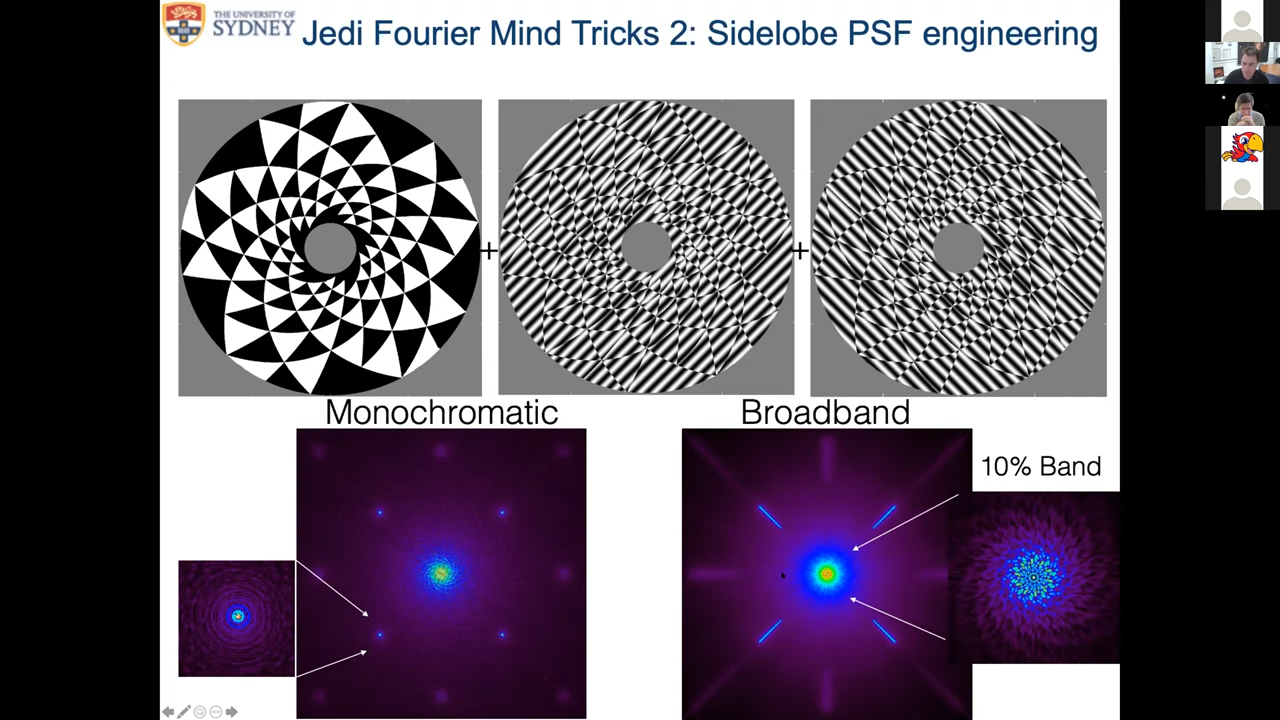 THE UNIVERSITY OF
SYDNEY
Jedi Fourier Mind Tricks 2: Sidelobe PSF engineering
+
+
Monochromatic
Broadband
10% Band